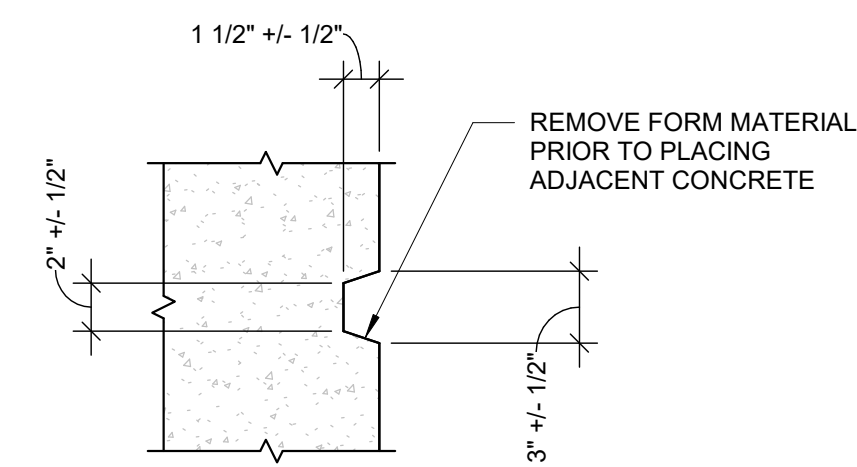 1 1/2" +/- 1/2"
REMOVE FORM MATERIAL
PRIOR TO PLACING
ADJACENT CONCRETE
2" +/- 1/2"
3" +/- 1/2"